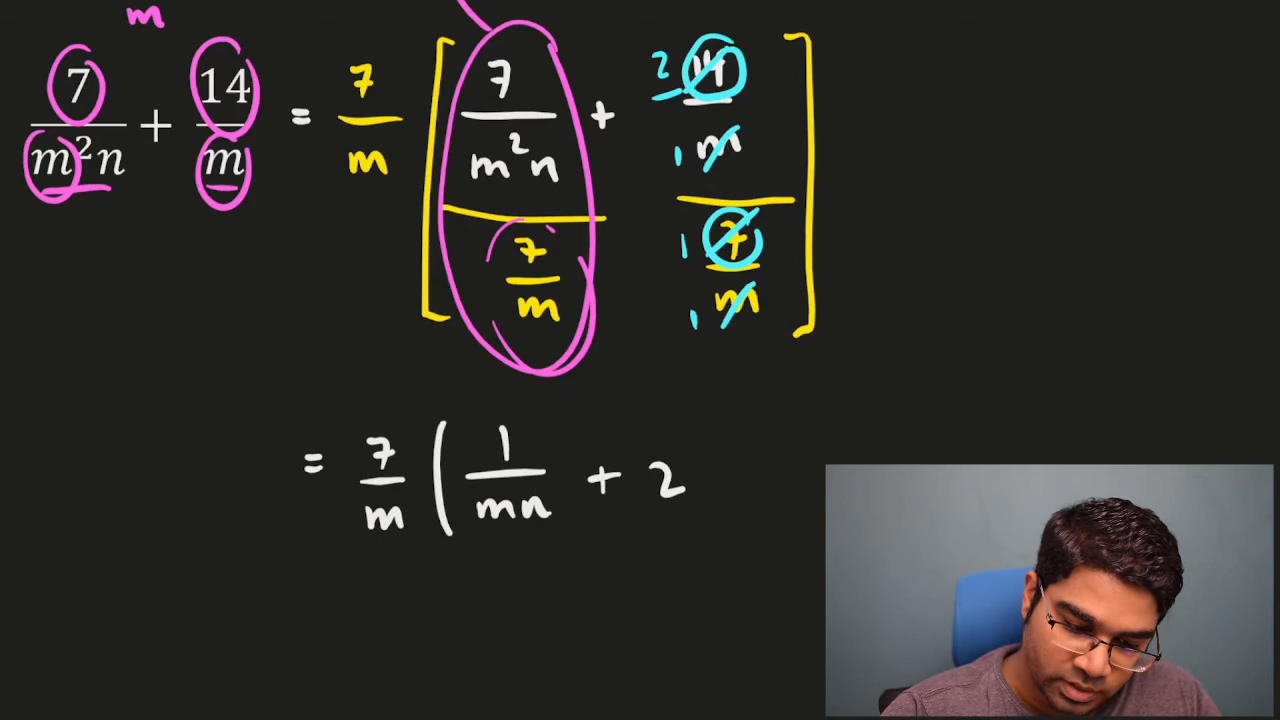 m
7/m²n + 14/m = 7/m [ (7/m²n)/(7/m) + (2 14/1 m)/(1 7/1 m) ]
= 7/m ( 1/mn + 2